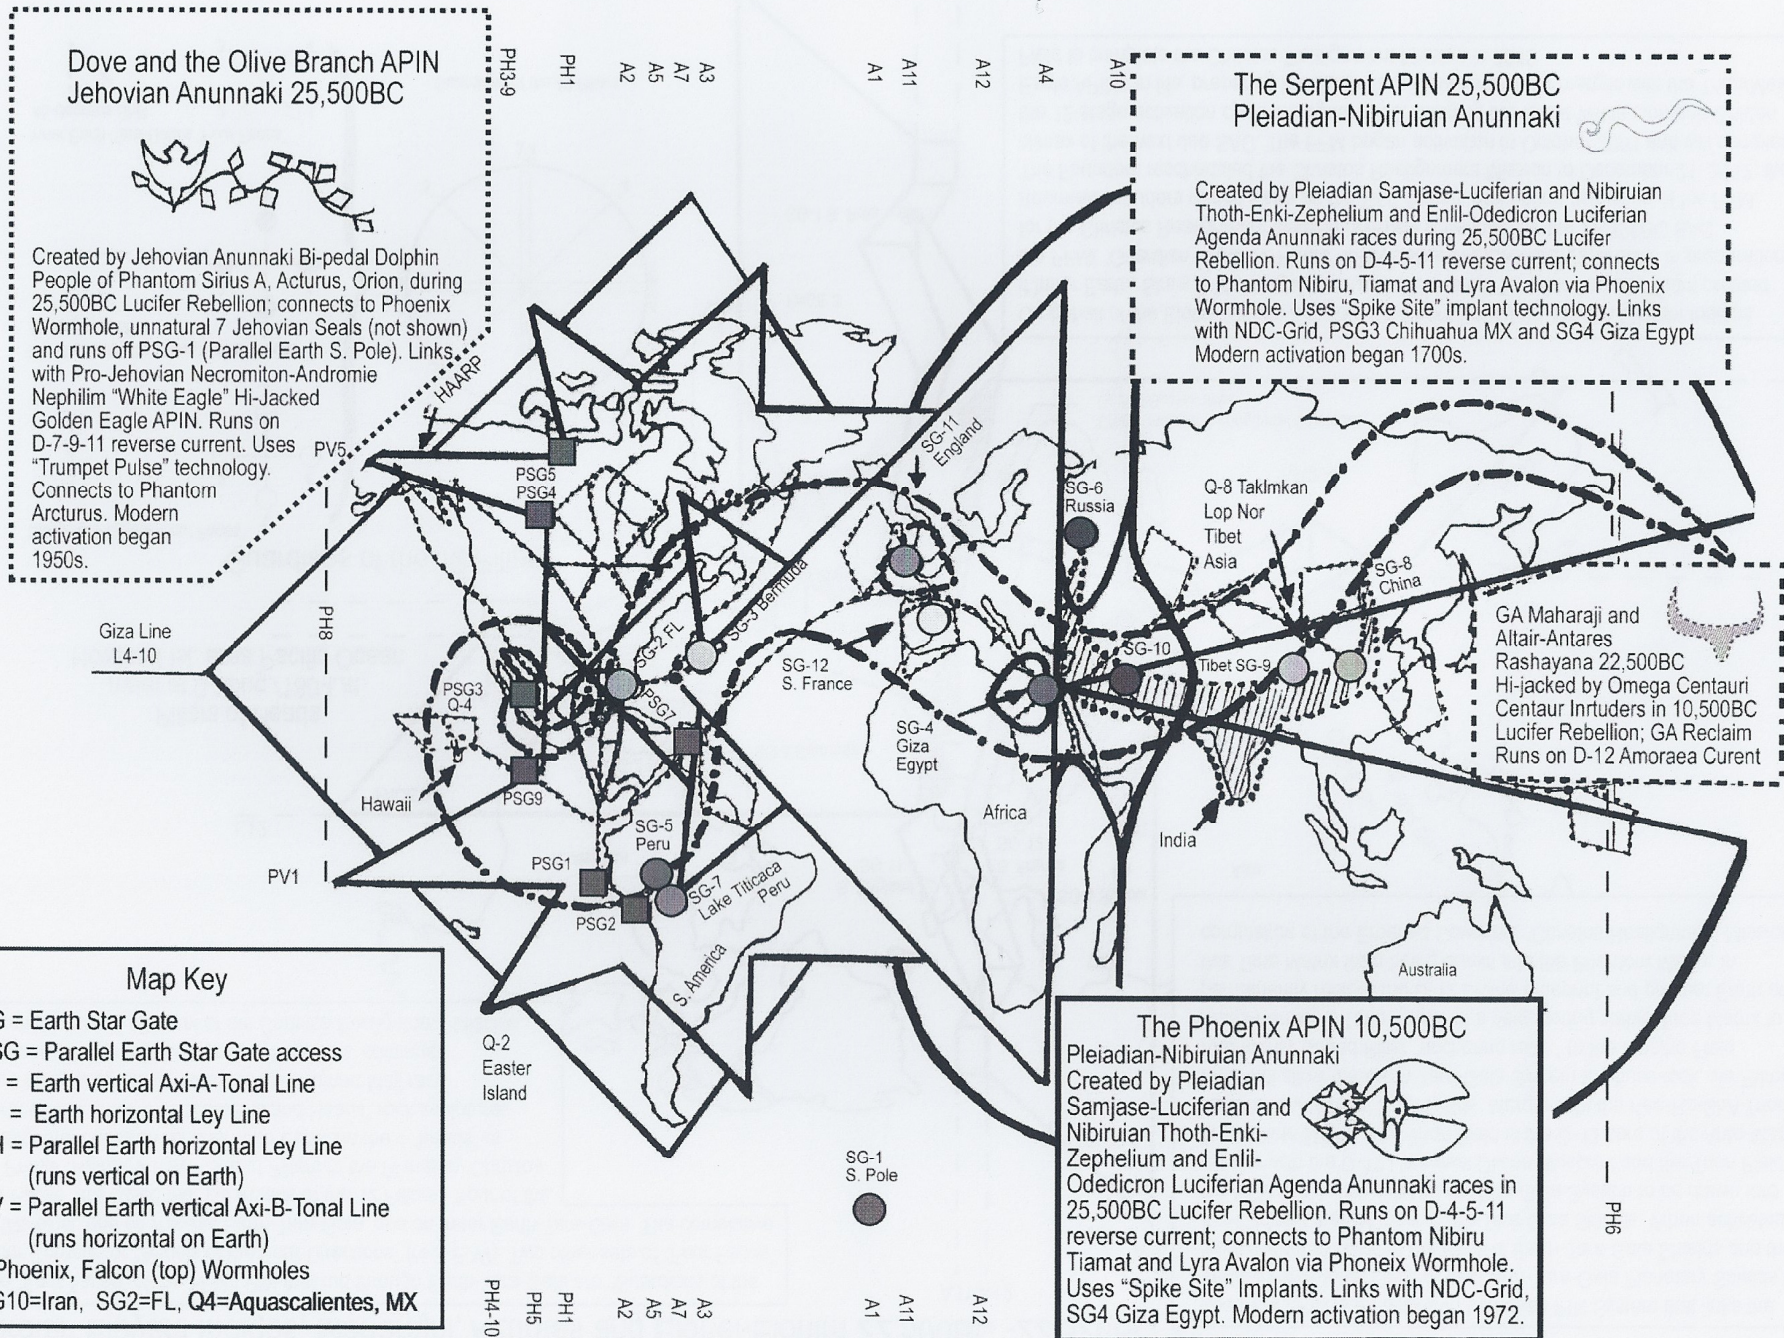 Dove and the Olive Branch APIN
Jehovian Anunnaki 25,500BC
Created by Jehovian Anunnaki Bi-pedal Dolphin
People of Phantom Sirius A, Acturus, Orion, during
25,500BC Lucifer Rebellion; connects to Phoenix
Wormhole, unnatural 7 Jehovian Seals (not shown)
and runs off PSG-1 (Parallel Earth S. Pole). Links
with Pro-Jehovian Necromiton-Andromie
Nephilim “White Eagle” Hi-Jacked
Golden Eagle APIN. Runs on
D-7-9-11 reverse current. Uses
“Trumpet Pulse” technology.
Connects to Phantom
Arcturus. Modern
activation began
1950s.
PH3-9
PH1
A2
A5
A7
A3
A1
A11
A12
A4
A10
The Serpent APIN 25,500BC
Pleiadian-Nibiruian Anunnaki
Created by Pleiadian Samjase-Luciferian and Nibiruian
Thoth-Enki-Zephelium and Enlil-Odedicron Luciferian
Agenda Anunnaki races during 25,500BC Lucifer
Rebellion. Runs on D-4-5-11 reverse current; connects
to Phantom Nibiru, Tiamat and Lyra Avalon via Phoenix
Wormhole. Uses “Spike Site” implant technology. Links
with NDC-Grid, PSG3 Chihuahua MX and SG4 Giza Egypt
Modern activation began 1700s.
HAARP
PV5
PSG5
PSG4
SG-11
England
SG-6
Russia
Q-8 TakImkan
Lop Nor
Tibet
Asia
SG-8
China
PH8
Giza Line
L4-10
SG-2 FL
SG-3 Bermuda
PSG3
Q-4
PSG7
SG-12
S. France
SG-10
Tibet SG-9
SG-4
Giza
Egypt
GA Maharaji and
Altair-Antares
Rashayana 22,500BC
Hi-jacked by Omega Centauri
Centaur Inrtuders in 10,500BC
Lucifer Rebellion; GA Reclaim
Runs on D-12 Amoraea Curent
Hawaii
PSG9
Africa
India
SG-5
Peru
PV1
PSG1
PSG2
SG-7
Lake Titicaca
Peru
S. America
Australia
Q-2
Easter
Island
SG-1
S. Pole
PH6
Map Key
G = Earth Star Gate
SG = Parallel Earth Star Gate access
= Earth vertical Axi-A-Tonal Line
= Earth horizontal Ley Line
H = Parallel Earth horizontal Ley Line
(runs vertical on Earth)
V = Parallel Earth vertical Axi-B-Tonal Line
(runs horizontal on Earth)
Phoenix, Falcon (top) Wormholes
G10=Iran, SG2=FL, Q4=Aquascalientes, MX
The Phoenix APIN 10,500BC
Pleiadian-Nibiruian Anunnaki
Created by Pleiadian
Samjase-Luciferian and
Nibiruian Thoth-Enki-
Zephelium and Enlil-
Odedicron Luciferian Agenda Anunnaki races in
25,500BC Lucifer Rebellion. Runs on D-4-5-11
reverse current; connects to Phantom Nibiru
Tiamat and Lyra Avalon via Phoneix Wormhole.
Uses “Spike Site” Implants. Links with NDC-Grid,
SG4 Giza Egypt. Modern activation began 1972.
PH4-10
PH5
PH1
A2
A5
A7
A3
A1
A11
A12